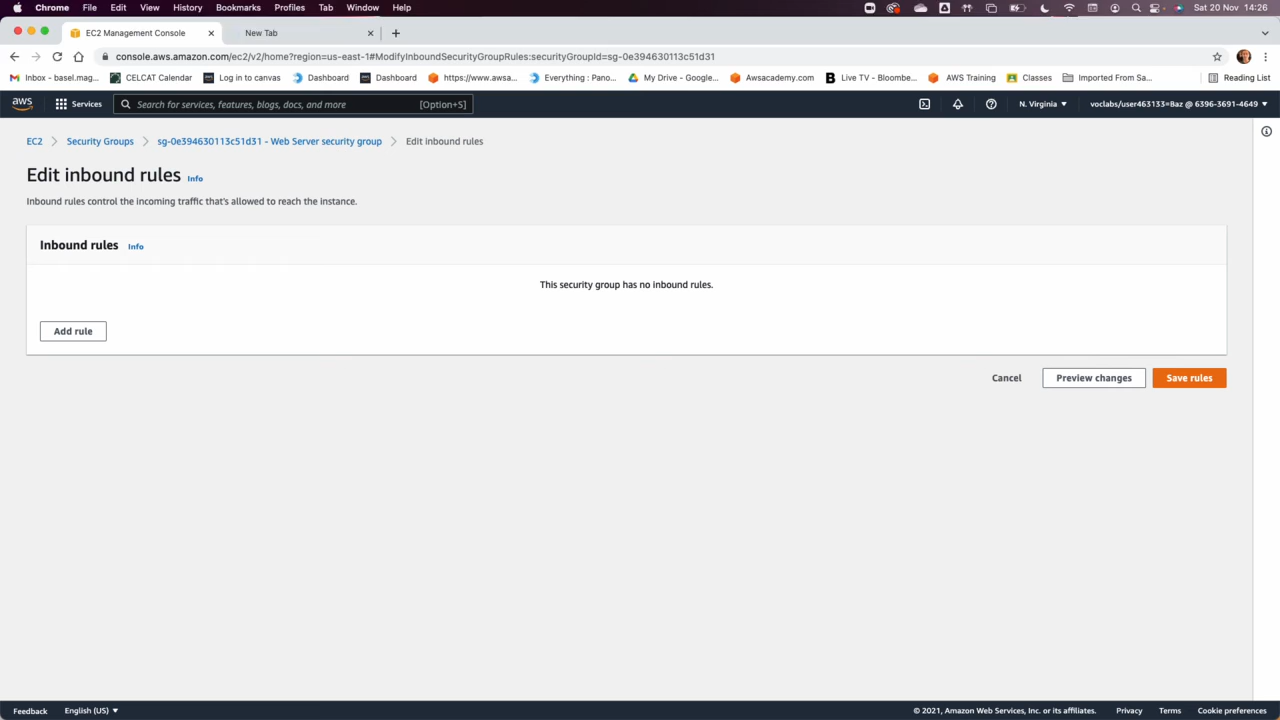 Chrome File Edit View History Bookmarks Profiles Tab Window Help Sat 20 Nov 14:26
EC2 Management Console New Tab
console.aws.amazon.com/ec2/v2/home?region=us-east-1#ModifyInboundSecurityGroupRules:securityGroupId=sg-0e394630113c51d31
Inbox - basel.mag... CELCAT Calendar Log in to canvas Dashboard Dashboard https://www.awsa... Everything : Pano... My Drive - Google... Awsacademy.com Live TV – Bloombe... AWS Training Classes Imported From Sa... Reading List
aws Services Search for services, features, blogs, docs, and more [Option+S] N. Virginia voclabs/user463133=Baz @ 6396-3691-4649
EC2 Security Groups sg-0e394630113c51d31 - Web Server security group Edit inbound rules
Edit inbound rules Info
Inbound rules control the incoming traffic that's allowed to reach the instance.
Inbound rules Info
This security group has no inbound rules.
Add rule
Cancel Preview changes Save rules
Feedback English (US) © 2021, Amazon Web Services, Inc. or its affiliates. Privacy Terms Cookie preferences